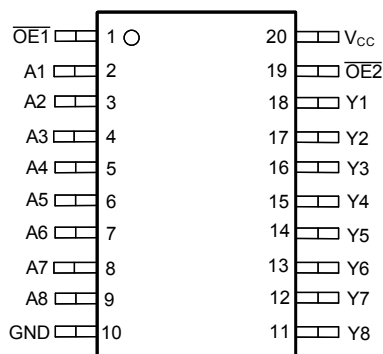 O̅E̅1̅ 1 20 VCC
A1 2 19 O̅E̅2̅
A2 3 18 Y1
A3 4 17 Y2
A4 5 16 Y3
A5 6 15 Y4
A6 7 14 Y5
A7 8 13 Y6
A8 9 12 Y7
GND 10 11 Y8